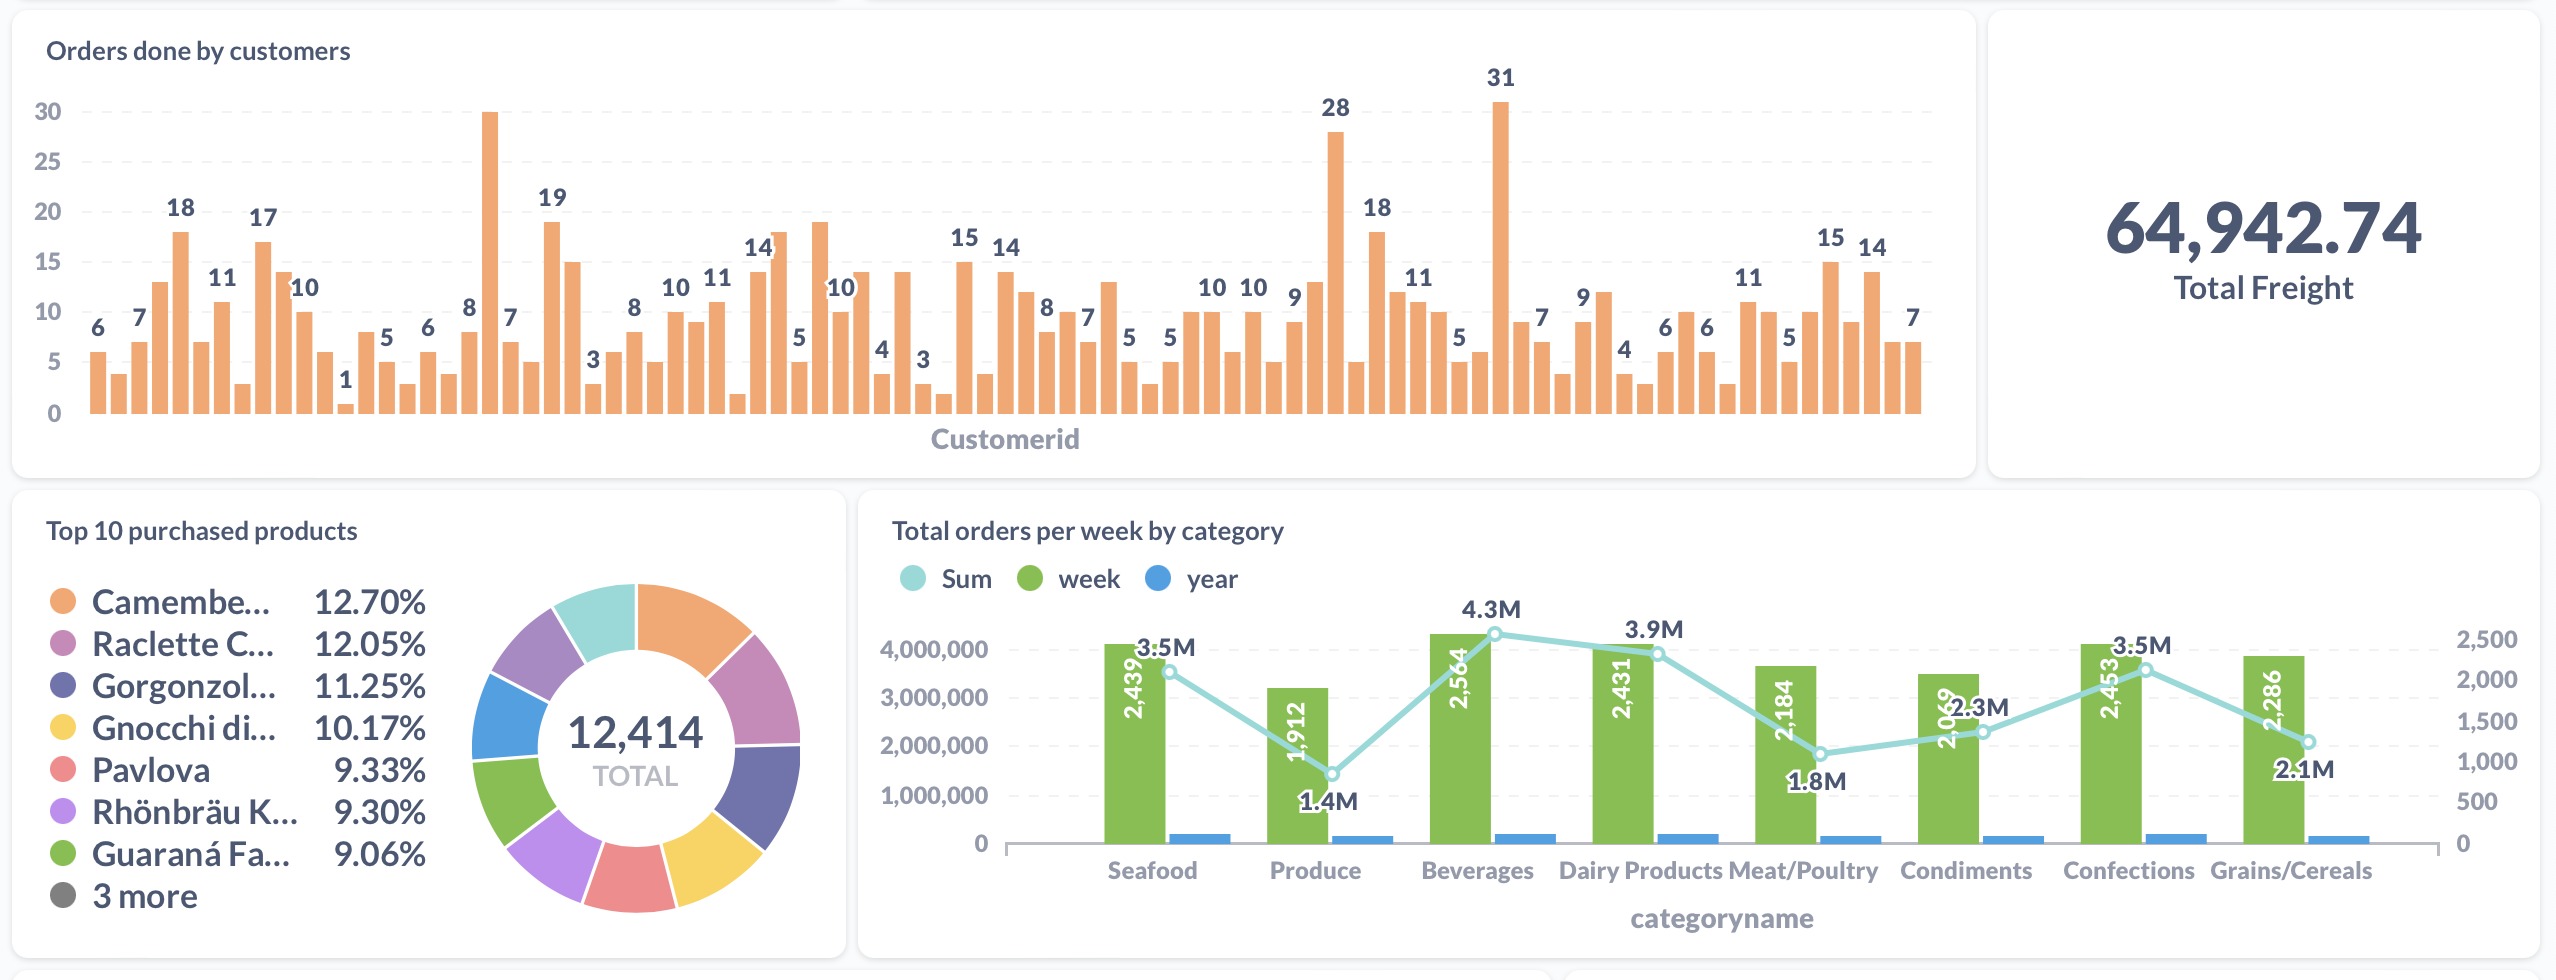 Orders done by customers
30
25
20
15
10
5
0
6
7
18
11
17
10
1
5
6
8
7
19
3
8
10
11
14
5
10
4
3
15
14
8
7
5
5
10
10
9
28
18
11
5
31
7
9
4
6
6
11
5
15
14
7
Customerid
64,942.74
Total Freight
Top 10 purchased products
Camembe... 12.70%
Raclette C... 12.05%
Gorgonzol... 11.25%
Gnocchi di... 10.17%
Pavlova 9.33%
Rhönbräu K... 9.30%
Guaraná Fa... 9.06%
3 more
12,414
TOTAL
Total orders per week by category
Sum week year
4,000,000
3,000,000
2,000,000
1,000,000
0
2,439
3.5M
1,912
1.4M
2,564
4.3M
2,431
3.9M
2,184
1.8M
2,069
2.3M
2,453
3.5M
2,286
2.1M
2,500
2,000
1,500
1,000
500
0
Seafood Produce Beverages Dairy Products Meat/Poultry Condiments Confections Grains/Cereals
categoryname